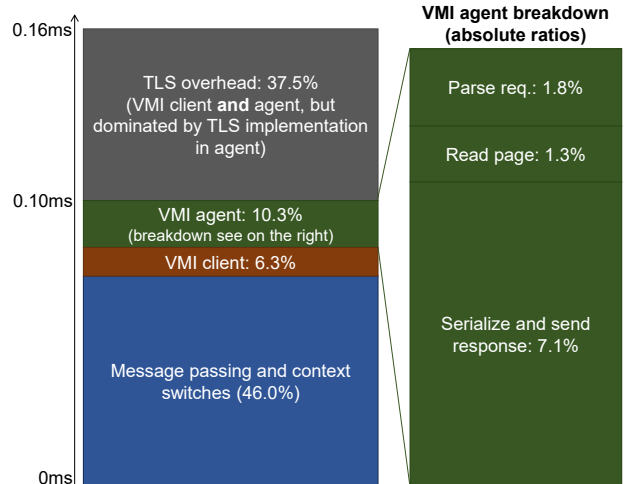 0.16ms
TLS overhead: 37.5%
(VMI client and agent, but
dominated by TLS implementation
in agent)
0.10ms
VMI agent: 10.3%
(breakdown see on the right)
VMI client: 6.3%
Message passing and context
switches (46.0%)
0ms
VMI agent breakdown
(absolute ratios)
Parse req.: 1.8%
Read page: 1.3%
Serialize and send
response: 7.1%